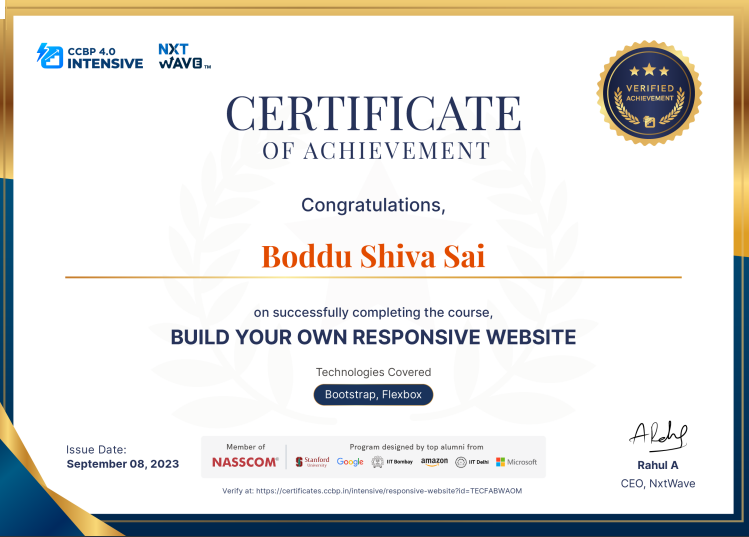 CCBP 4.0
INTENSIVE
NXT
WAVE™
VERIFIED
ACHIEVEMENT
CERTIFICATE
OF ACHIEVEMENT
Congratulations,
Boddu Shiva Sai
on successfully completing the course,
BUILD YOUR OWN RESPONSIVE WEBSITE
Technologies Covered
Bootstrap, Flexbox
Issue Date:
September 08, 2023
Member of
NASSCOM®
Program designed by top alumni from
Stanford
University
Google
IIT Bombay
amazon
IIT Delhi
Microsoft
Verify at: https://certificates.ccbp.in/intensive/responsive-website?id=TECFABWAOM
Rahul A
CEO, NxtWave